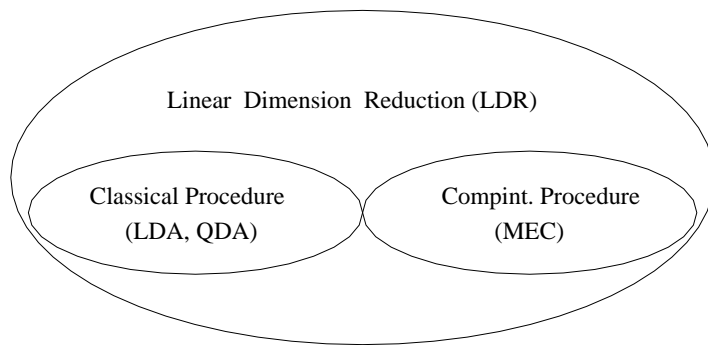 Linear Dimension Reduction (LDR)
Classical Procedure
(LDA, QDA)
Compint. Procedure
(MEC)